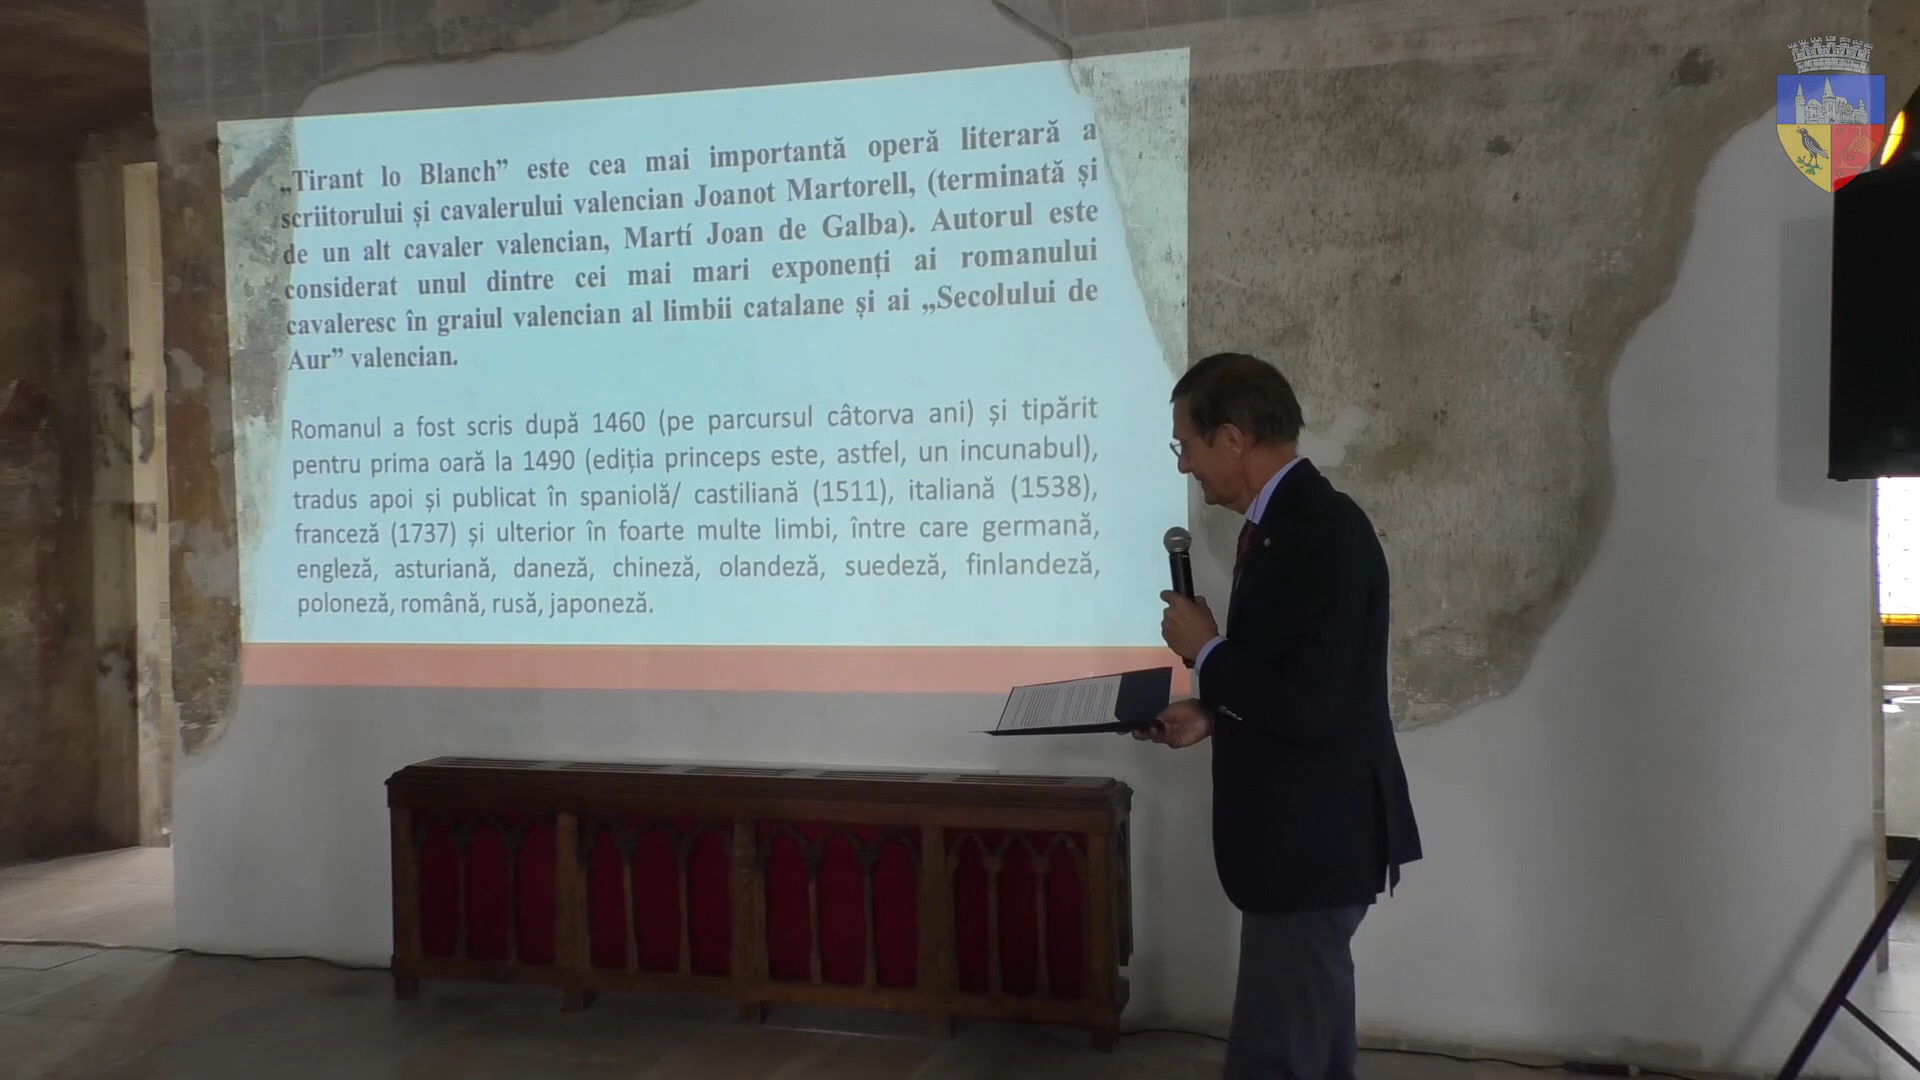 „Tirant lo Blanch” este cea mai importantă operă literară a
scriitorului și cavalerului valencian Joanot Martorell, (terminată și
de un alt cavaler valencian, Martí Joan de Galba). Autorul este
considerat unul dintre cei mai mari exponenți ai romanului
cavaleresc în graiul valencian al limbii catalane și ai „Secolului de
Aur” valencian.
Romanul a fost scris după 1460 (pe parcursul câtorva ani) și tipărit
pentru prima oară la 1490 (ediția princeps este, astfel, un incunabul),
tradus apoi și publicat în spaniolă/ castiliană (1511), italiană (1538),
franceză (1737) și ulterior în foarte multe limbi, între care germană,
engleză, asturiană, daneză, chineză, olandeză, suedeză, finlandeză,
poloneză, română, rusă, japoneză.